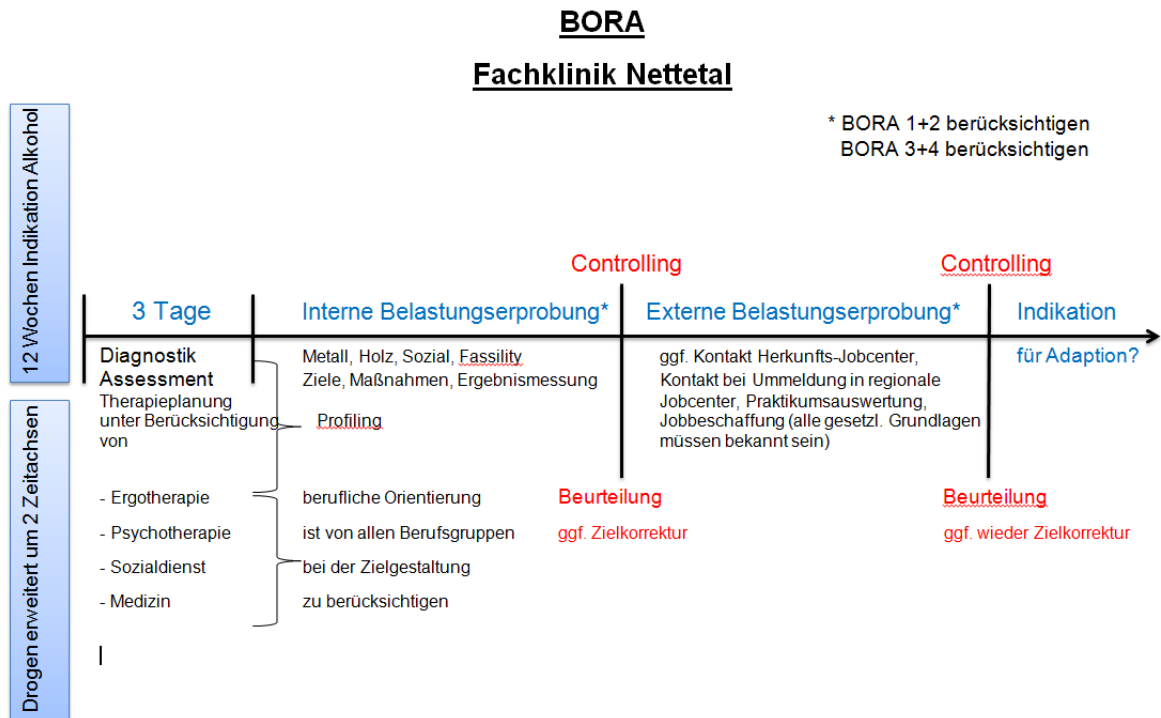 BORA
Fachklinik Nettetal
12 Wochen Indikation Alkohol
* BORA 1+2 berücksichtigen
BORA 3+4 berücksichtigen
Controlling
Controlling
3 Tage
Interne Belastungserprobung*
Externe Belastungserprobung*
Indikation
Diagnostik
Assessment
Therapieplanung
unter Berücksichtigung
von
Metall, Holz, Sozial, Fassility
Ziele, Maßnahmen, Ergebnismessung
Profiling
ggf. Kontakt Herkunfts-Jobcenter,
Kontakt bei Ummeldung in regionale
Jobcenter, Praktikumsauswertung,
Jobbeschaffung (alle gesetzl. Grundlagen
müssen bekannt sein)
für Adaption?
Drogen erweitert um 2 Zeitachsen
- Ergotherapie
- Psychotherapie
- Sozialdienst
- Medizin
berufliche Orientierung
ist von allen Berufsgruppen
bei der Zielgestaltung
zu berücksichtigen
Beurteilung
ggf. Zielkorrektur
Beurteilung
ggf. wieder Zielkorrektur